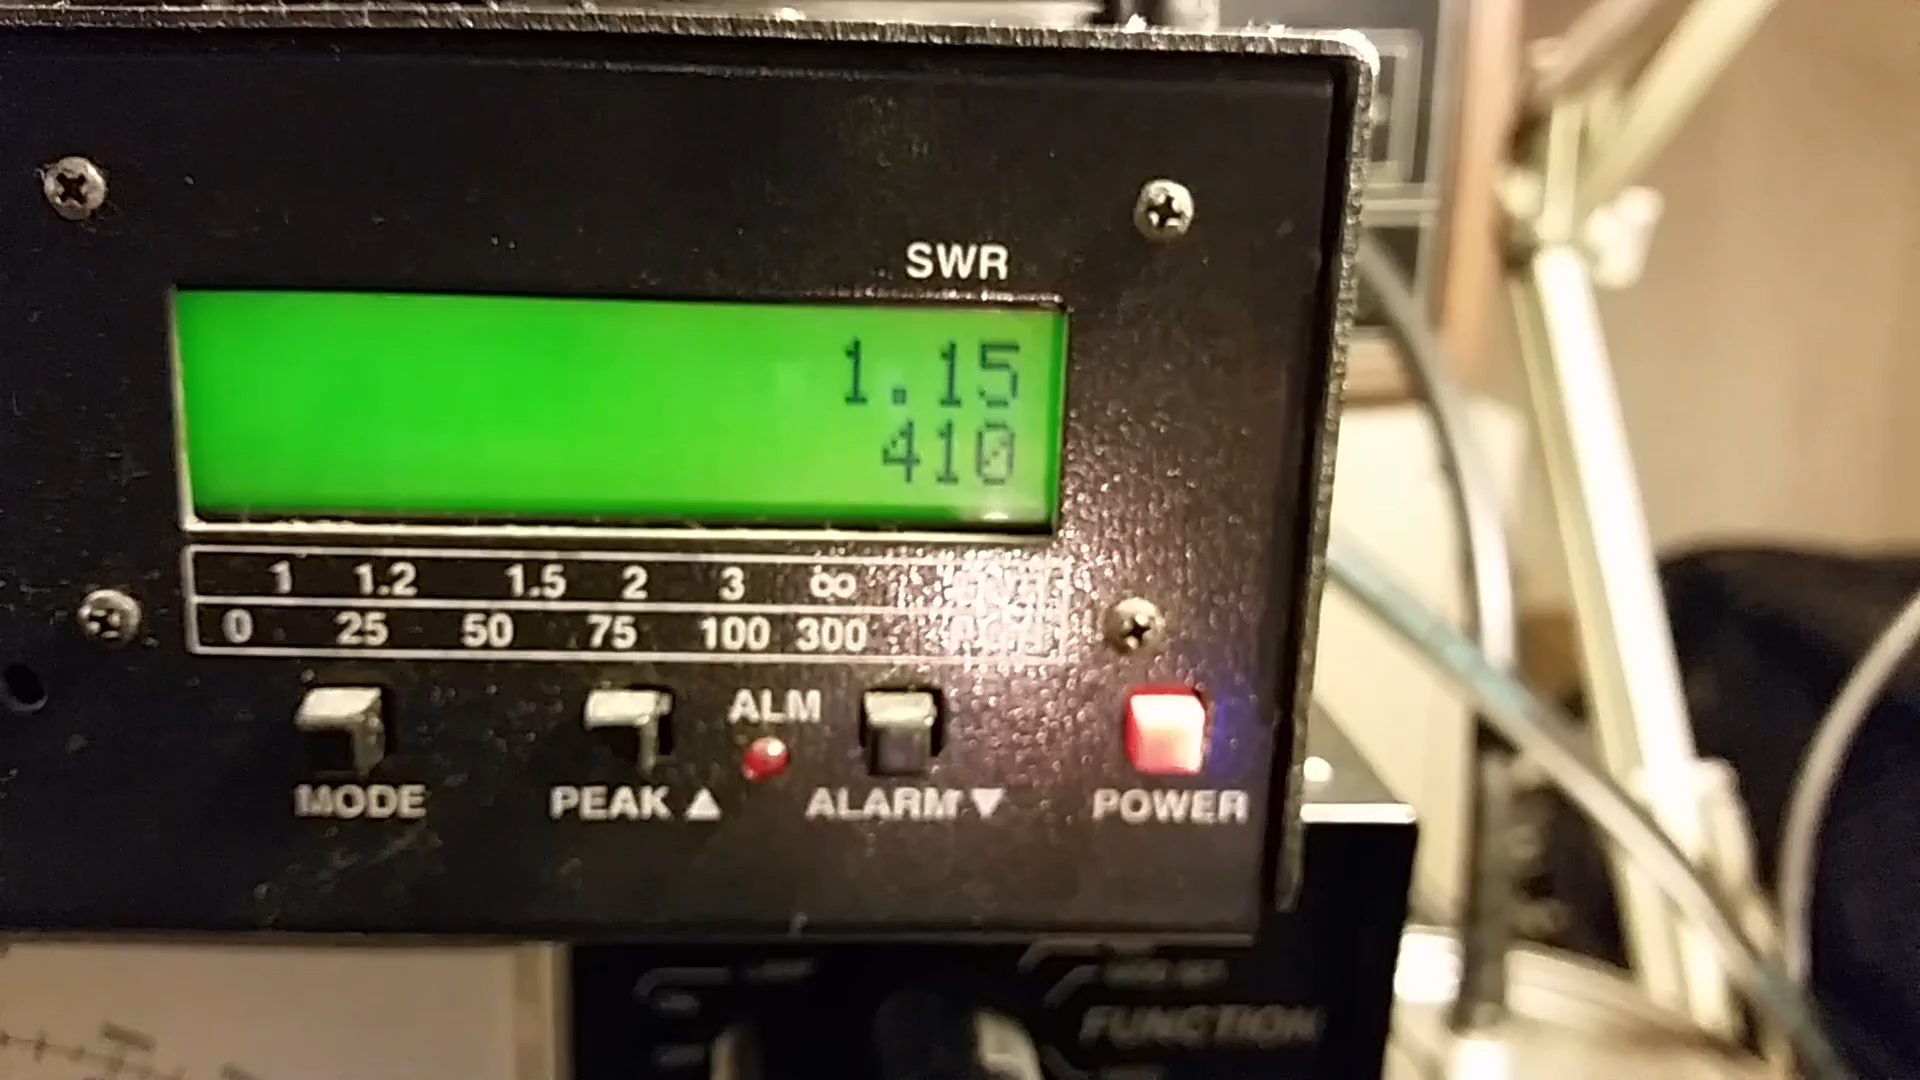 SWR
1.15
410
1 1.2 1.5 2 3 ∞
0 25 50 75 100 300
ALM
MODE PEAK ▲ ALARM ▼ POWER
FUNCTION